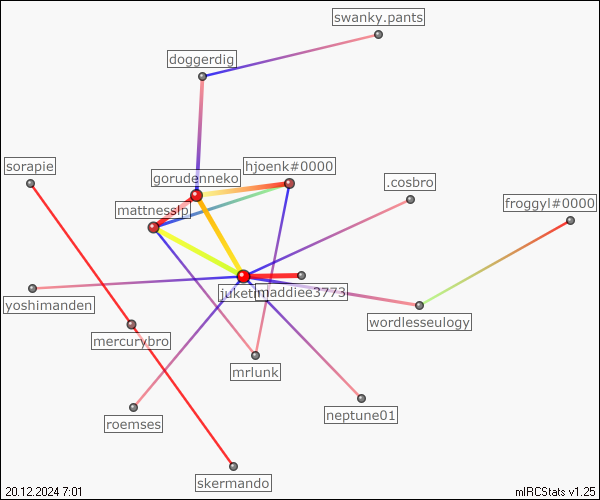 swanky.pants
doggerdig
sorapie
hjoenk#0000
gorudenneko
.cosbro
froggyl#0000
mattnesslp
maddiee3773
yoshimanden
wordlesseulogy
mercurybro
mrlunk
neptune01
roemses
skermando
20.12.2024 7:01
mIRCStats v1.25